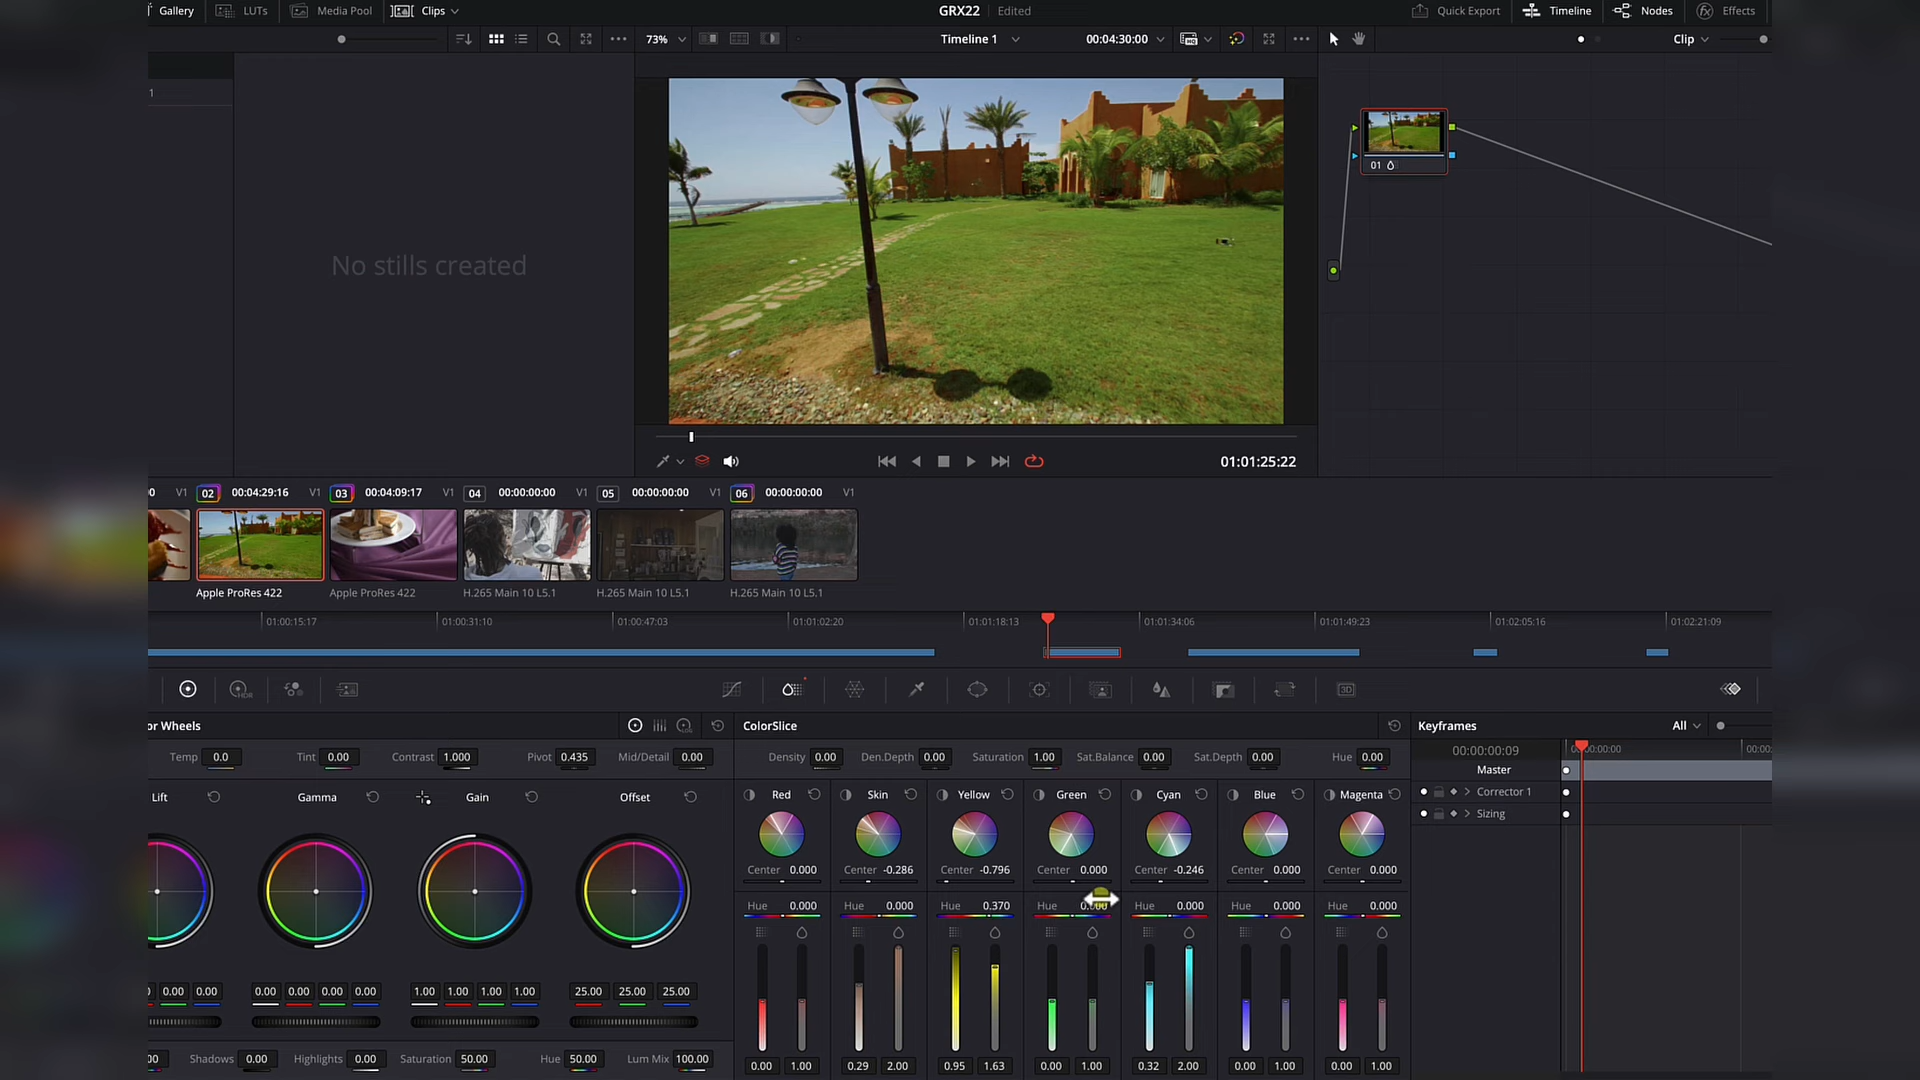 Gallery LUTs Media Pool Clips GRX22 Edited Quick Export Timeline Nodes fx Effects
73% Timeline 1 00:04:30:00 Clip
1
No stills created
01
01:01:25:22
0 V1 02 00:04:29:16 V1 03 00:04:09:17 V1 04 00:00:00:00 V1 05 00:00:00:00 V1 06 00:00:00:00 V1
Apple ProRes 422 Apple ProRes 422 H.265 Main 10 L5.1 H.265 Main 10 L5.1 H.265 Main 10 L5.1
01:00:15:17 01:00:31:10 01:00:47:03 01:01:02:20 01:01:18:13 01:01:34:06 01:01:49:23 01:02:05:16 01:02:21:09
HDR 3D
or Wheels ColorSlice Keyframes All
Temp 0.0 Tint 0.00 Contrast 1.000 Pivot 0.435 Mid/Detail 0.00 Density 0.00 Den.Depth 0.00 Saturation 1.00 Sat.Balance 0.00 Sat.Depth 0.00 Hue 0.00 00:00:00:09
Master
Lift Gamma Gain Offset Red Skin Yellow Green Cyan Blue Magenta Corrector 1
Sizing
Center 0.000 Center -0.286 Center -0.796 Center 0.000 Center -0.246 Center 0.000 Center 0.000
Hue 0.000 Hue 0.000 Hue 0.370 Hue 0.000 Hue 0.000 Hue 0.000 Hue 0.000
0.00 0.00 0.00 0.00 0.00 0.00 1.00 1.00 1.00 1.00 25.00 25.00 25.00
Shadows 0.00 Highlights 0.00 Saturation 50.00 Hue 50.00 Lum Mix 100.00 0.00 1.00 0.29 2.00 0.95 1.63 0.00 1.00 0.32 2.00 0.00 1.00 0.00 1.00